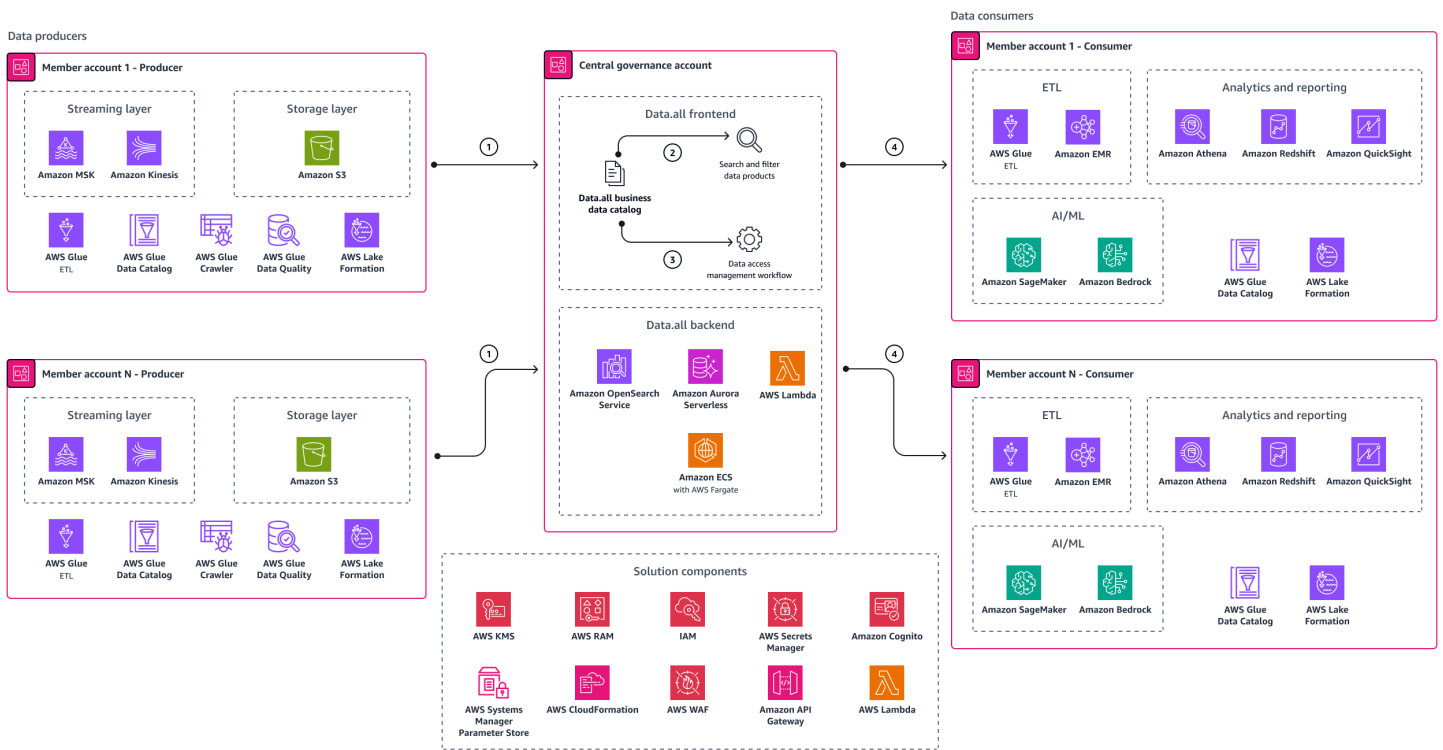 Data producers
Member account 1 - Producer
Streaming layer
Amazon MSK
Amazon Kinesis
Storage layer
Amazon S3
AWS Glue
ETL
AWS Glue
Data Catalog
AWS Glue
Crawler
AWS Glue
Data Quality
AWS Lake
Formation
Member account N - Producer
Streaming layer
Amazon MSK
Amazon Kinesis
Storage layer
Amazon S3
AWS Glue
ETL
AWS Glue
Data Catalog
AWS Glue
Crawler
AWS Glue
Data Quality
AWS Lake
Formation
1
1
Central governance account
Data.all frontend
2
Search and filter
data products
Data.all business
data catalog
3
Data access
management workflow
Data.all backend
Amazon OpenSearch
Service
Amazon Aurora
Serverless
AWS Lambda
Amazon ECS
with AWS Fargate
4
4
Data consumers
Member account 1 - Consumer
ETL
AWS Glue
ETL
Amazon EMR
Analytics and reporting
Amazon Athena
Amazon Redshift
Amazon QuickSight
AI/ML
Amazon SageMaker
Amazon Bedrock
AWS Glue
Data Catalog
AWS Lake
Formation
Member account N - Consumer
ETL
AWS Glue
ETL
Amazon EMR
Analytics and reporting
Amazon Athena
Amazon Redshift
Amazon QuickSight
AI/ML
Amazon SageMaker
Amazon Bedrock
AWS Glue
Data Catalog
AWS Lake
Formation
Solution components
AWS KMS
AWS RAM
IAM
AWS Secrets
Manager
Amazon Cognito
AWS Systems
Manager
Parameter Store
AWS CloudFormation
AWS WAF
Amazon API
Gateway
AWS Lambda